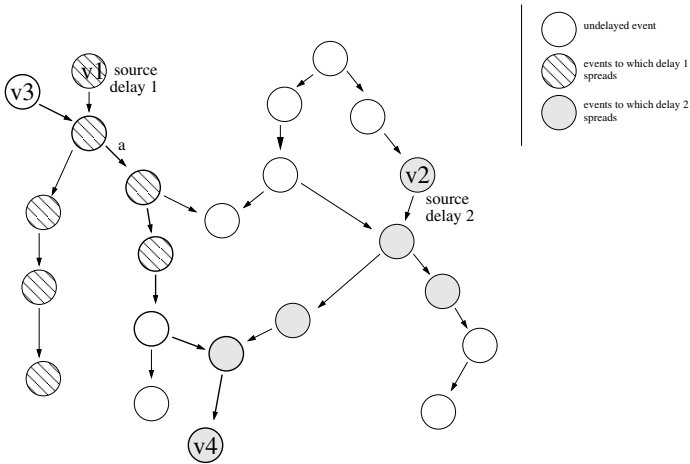 undelayed event
events to which delay 1
spreads
events to which delay 2
spreads
v1
source
delay 1
v3
a
v2
source
delay 2
v4